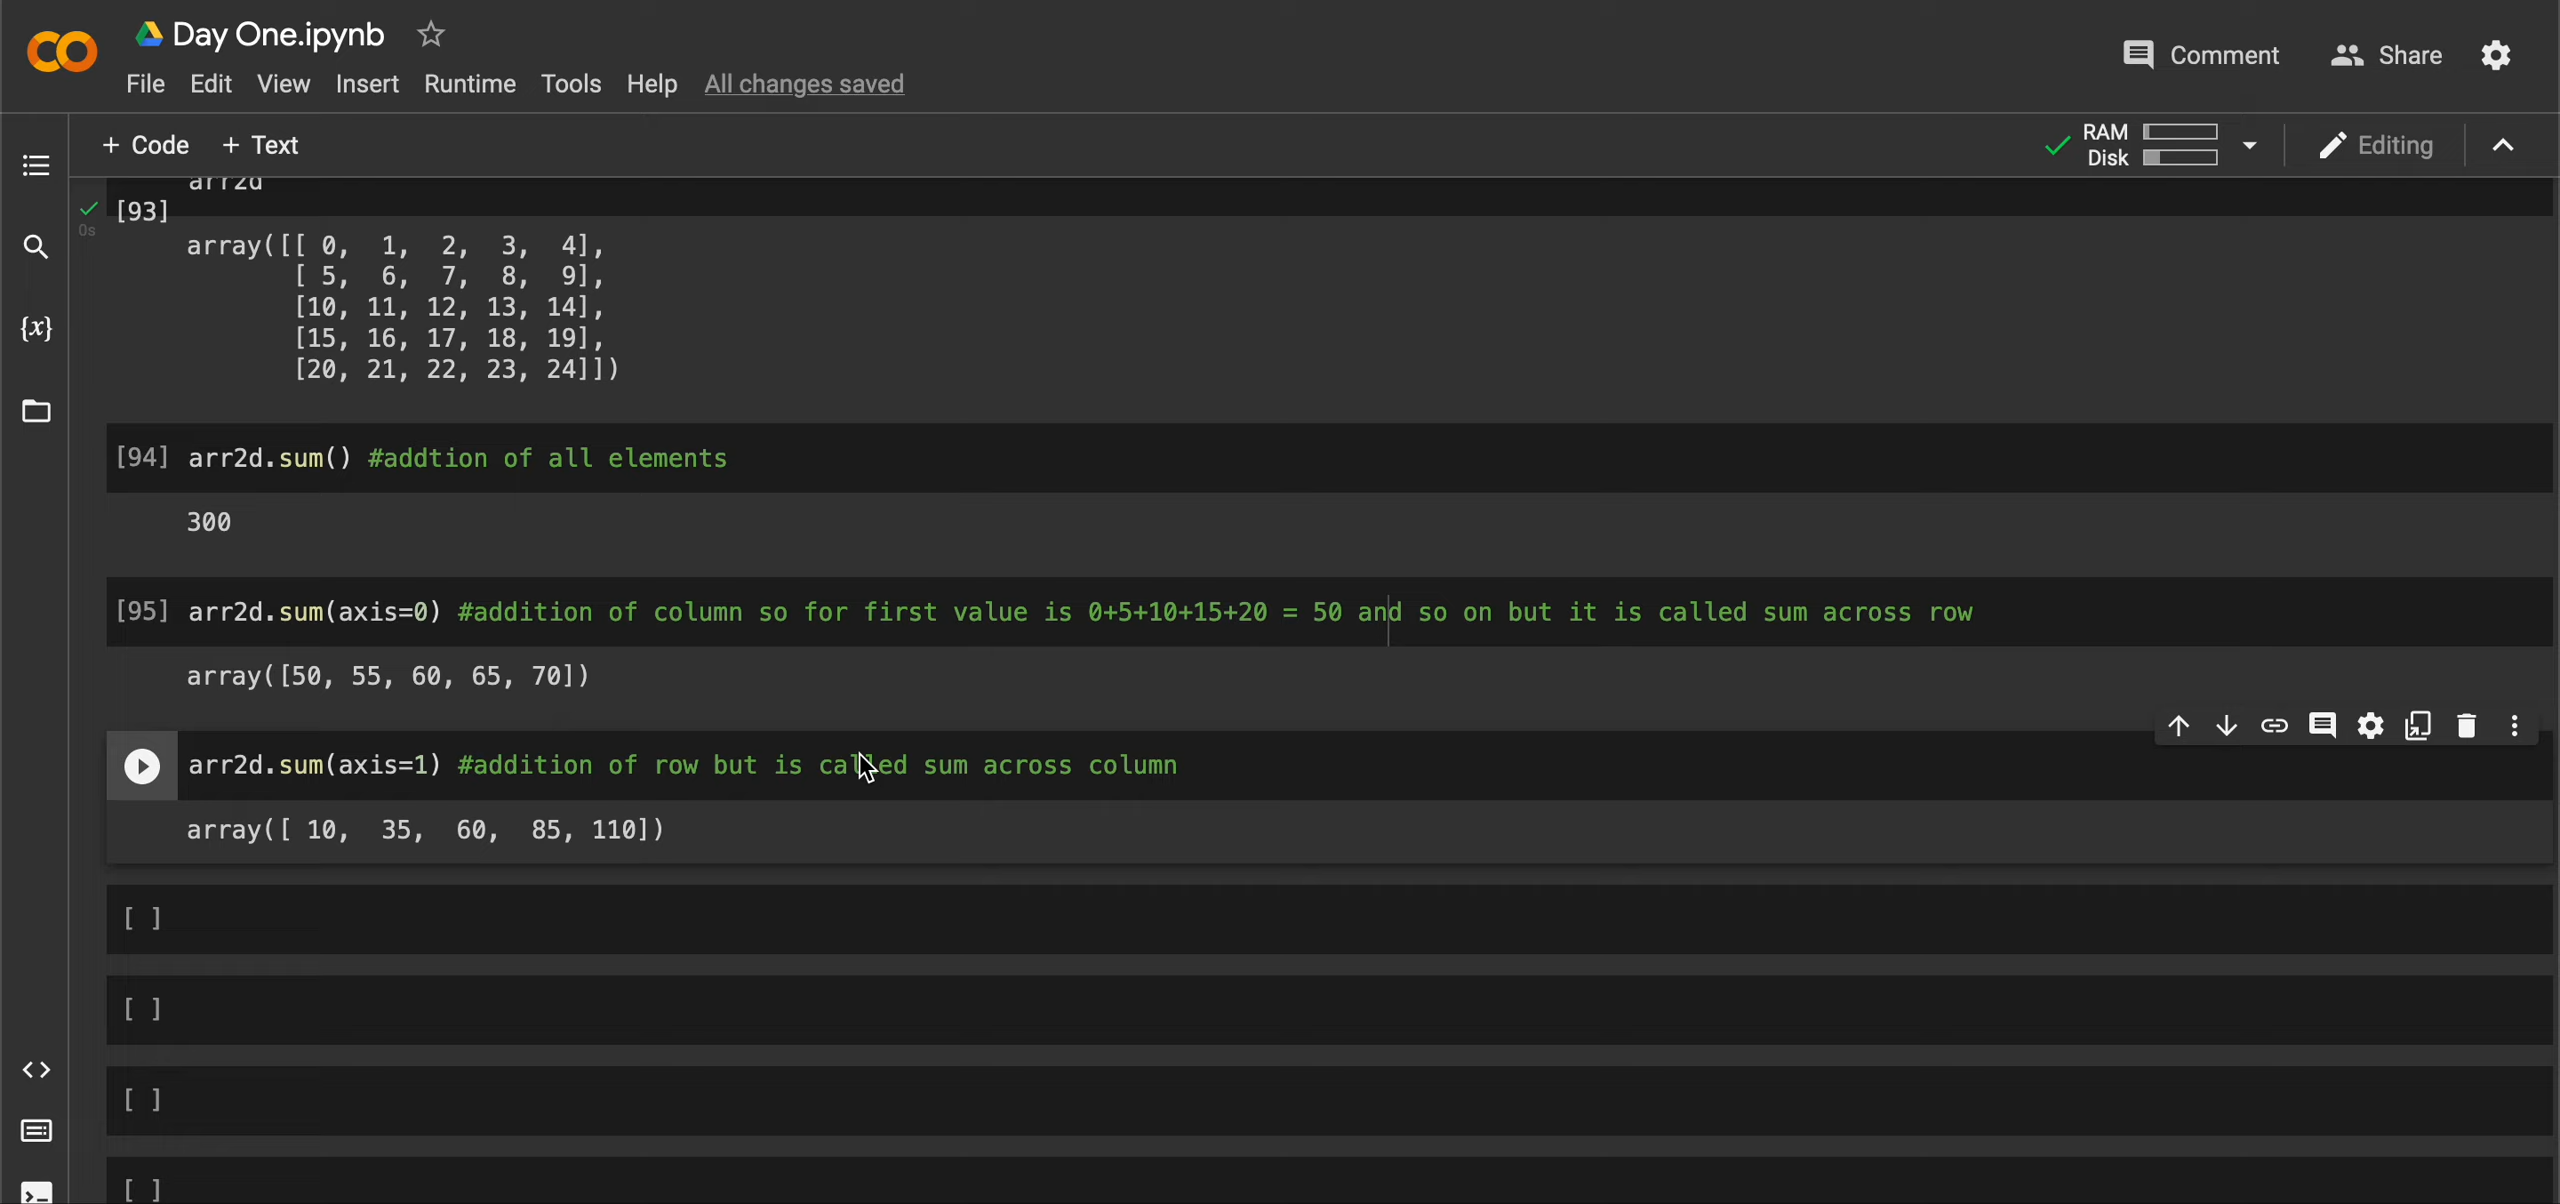 Day One.ipynb
File Edit View Insert Runtime Tools Help All changes saved
Comment Share
+ Code + Text
RAM
Disk
Editing
arr2d
[93]
0s
array([[ 0,  1,  2,  3,  4],
[ 5,  6,  7,  8,  9],
[10, 11, 12, 13, 14],
[15, 16, 17, 18, 19],
[20, 21, 22, 23, 24]])
[94] arr2d.sum() #addtion of all elements
300
[95] arr2d.sum(axis=0) #addition of column so for first value is 0+5+10+15+20 = 50 and so on but it is called sum across row
array([50, 55, 60, 65, 70])
arr2d.sum(axis=1) #addition of row but is called sum across column
array([ 10,  35,  60,  85, 110])
[ ]
[ ]
[ ]
[ ]